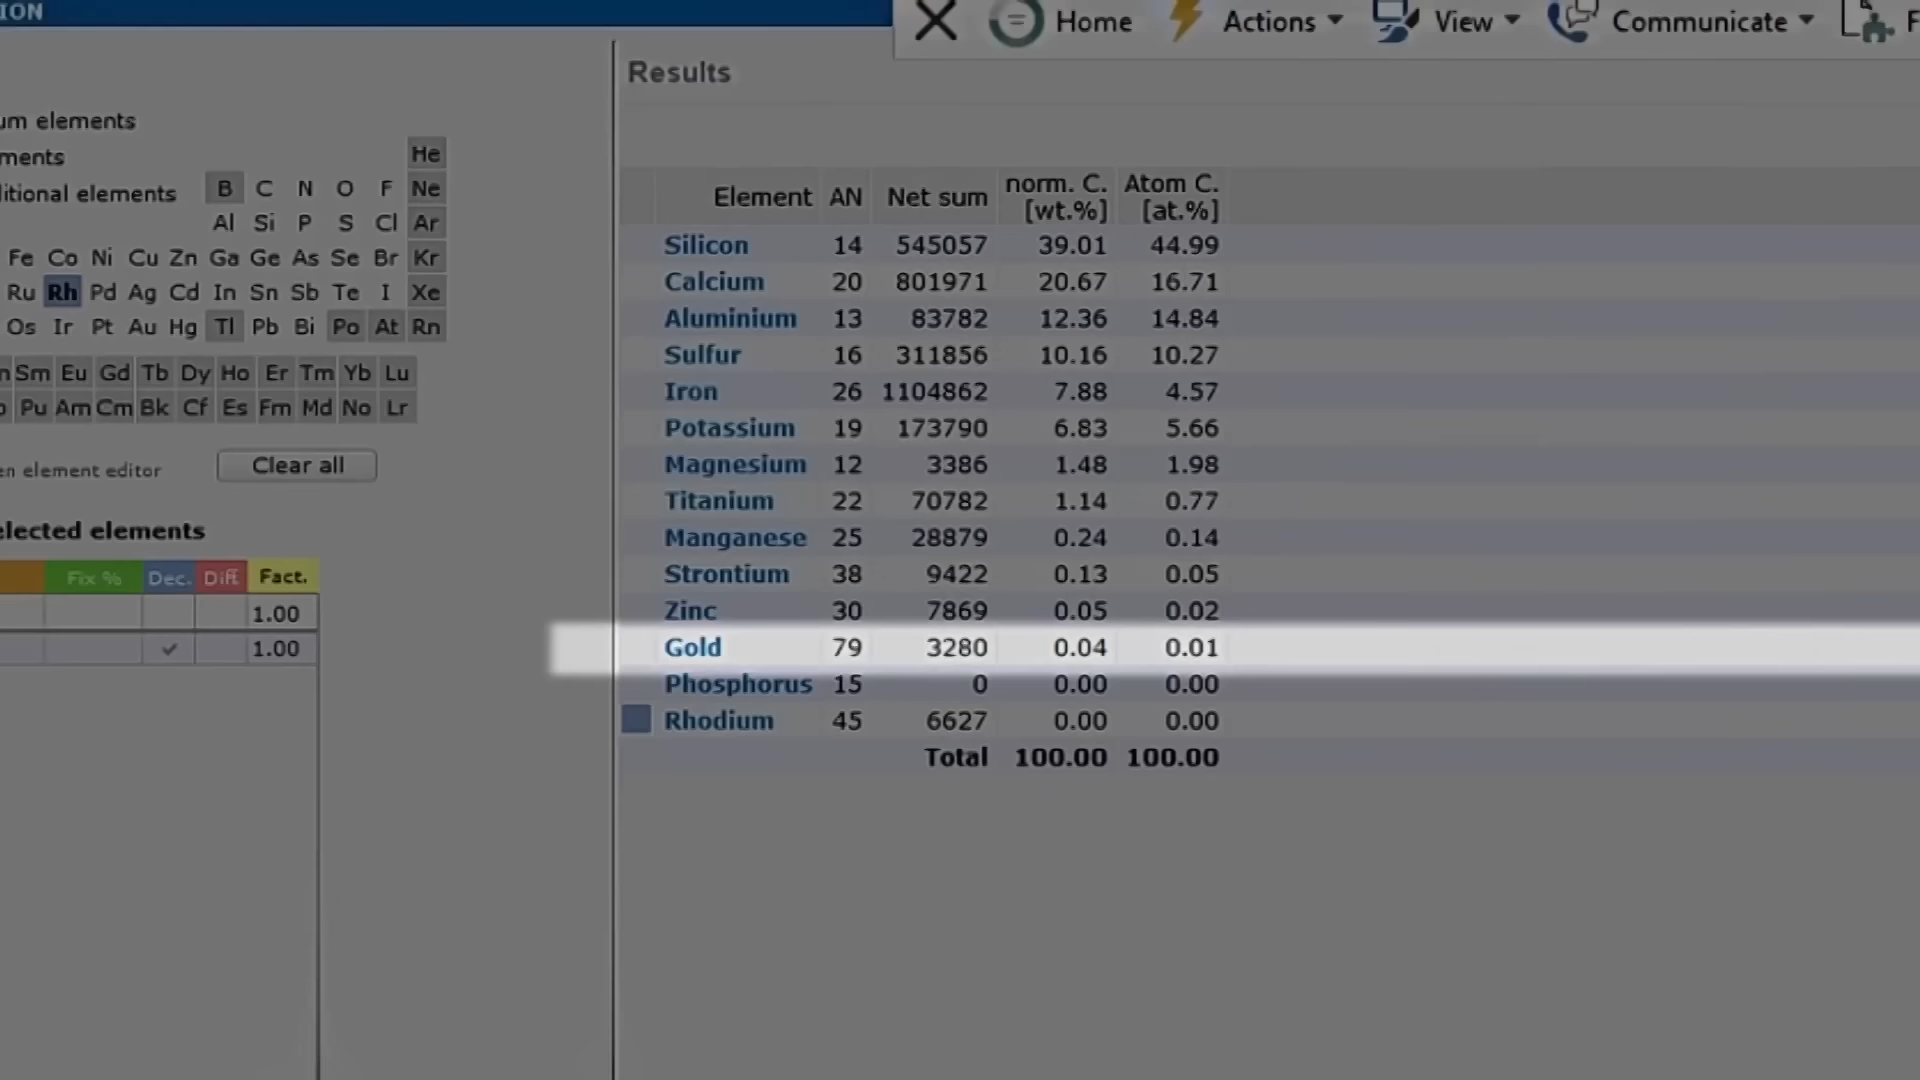 ION
Home Actions View Communicate F
Results
um elements
ments
ditional elements
He
B C N O F Ne
Al Si P S Cl Ar
Fe Co Ni Cu Zn Ga Ge As Se Br Kr
Ru Rh Pd Ag Cd In Sn Sb Te I Xe
Os Ir Pt Au Hg Tl Pb Bi Po At Rn
Sm Eu Gd Tb Dy Ho Er Tm Yb Lu
Pu Am Cm Bk Cf Es Fm Md No Lr
en element editor Clear all
elected elements
Fix % Dec. Diff. Fact.
1.00
1.00
Element AN Net sum norm. C. [wt.%] Atom C. [at.%]
Silicon 14 545057 39.01 44.99
Calcium 20 801971 20.67 16.71
Aluminium 13 83782 12.36 14.84
Sulfur 16 311856 10.16 10.27
Iron 26 1104862 7.88 4.57
Potassium 19 173790 6.83 5.66
Magnesium 12 3386 1.48 1.98
Titanium 22 70782 1.14 0.77
Manganese 25 28879 0.24 0.14
Strontium 38 9422 0.13 0.05
Zinc 30 7869 0.05 0.02
Gold 79 3280 0.04 0.01
Phosphorus 15 0 0.00 0.00
Rhodium 45 6627 0.00 0.00
Total 100.00 100.00